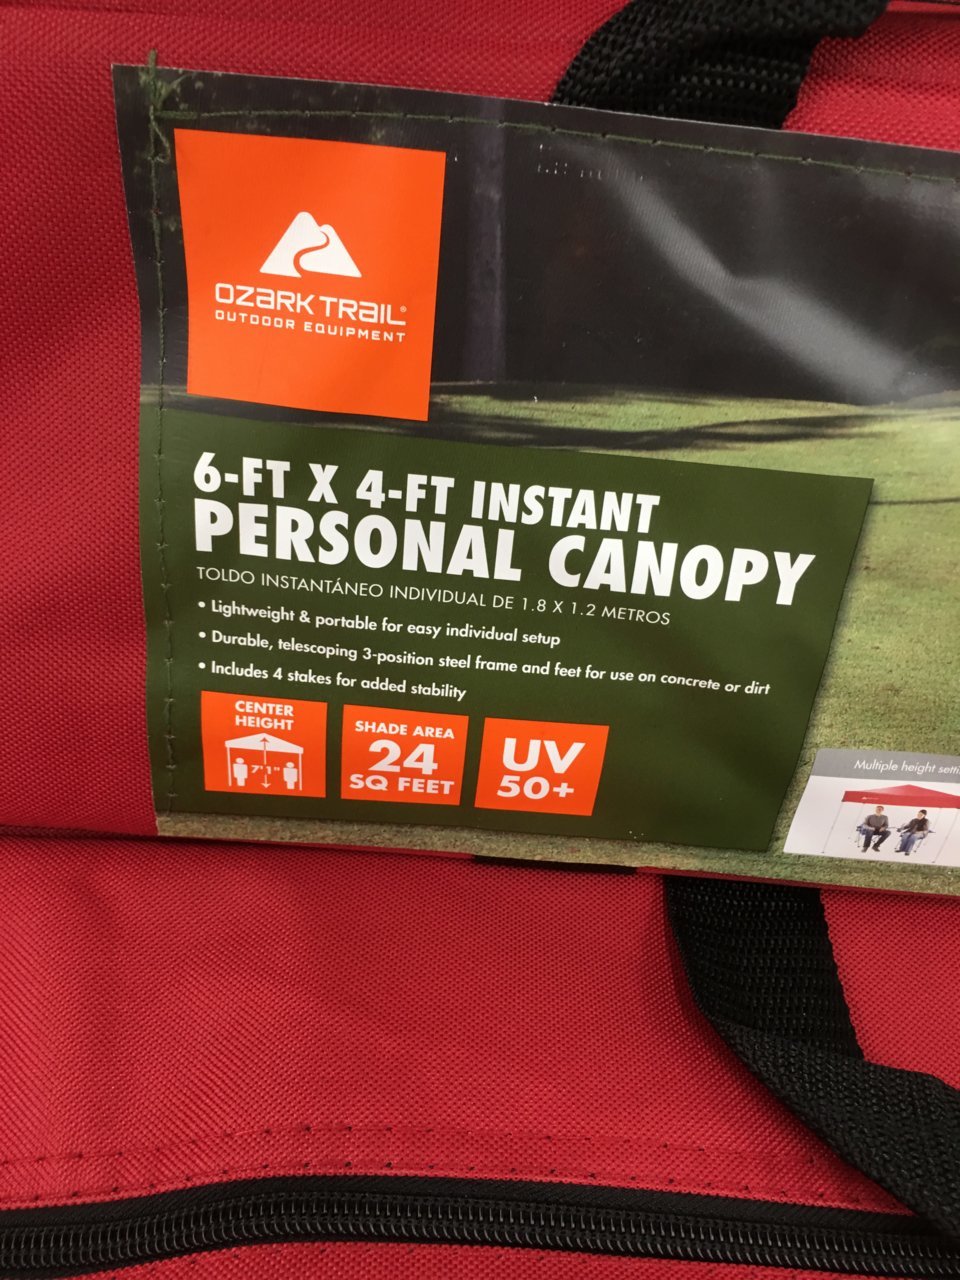 OZARK TRAIL®
OUTDOOR EQUIPMENT
6-FT X 4-FT INSTANT
PERSONAL CANOPY
TOLDO INSTANTÁNEO INDIVIDUAL DE 1.8 X 1.2 METROS
• Lightweight & portable for easy individual setup
• Durable, telescoping 3-position steel frame and feet for use on concrete or dirt
• Includes 4 stakes for added stability
CENTER
HEIGHT
7'1"
SHADE AREA
24
SQ FEET
UV
50+
Multiple height